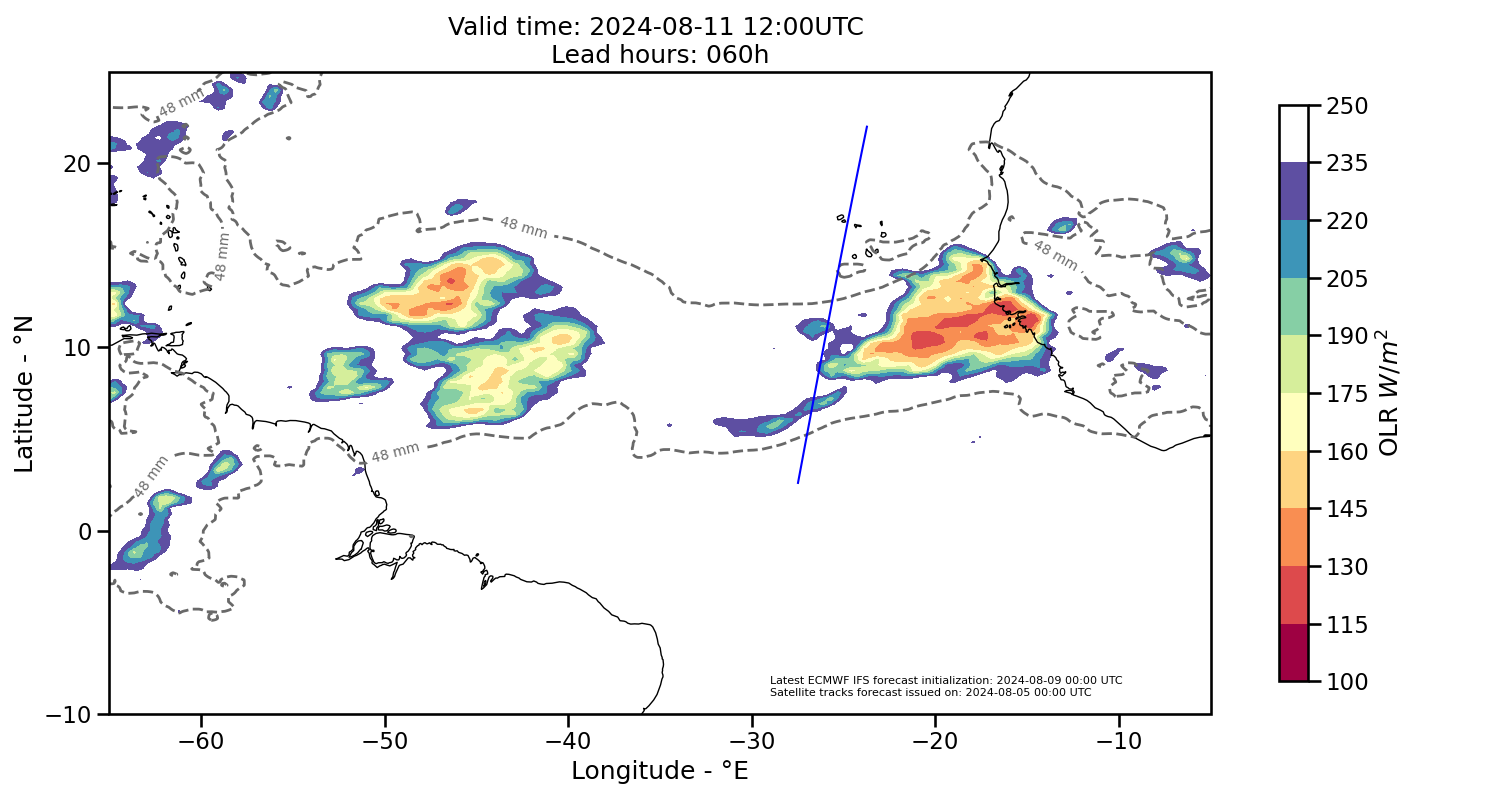 Valid time: 2024-08-11 12:00UTC
Lead hours: 060h
48 mm
48 mm
48 mm
48 mm
48 mm
48 mm
20
10
0
−10
Latitude - °N
−60
−50
−40
−30
−20
−10
Longitude - °E
Latest ECMWF IFS forecast initialization: 2024-08-09 00:00 UTC
Satellite tracks forecast issued on: 2024-08-05 00:00 UTC
250
235
220
205
190
175
160
145
130
115
100
OLR W/m²